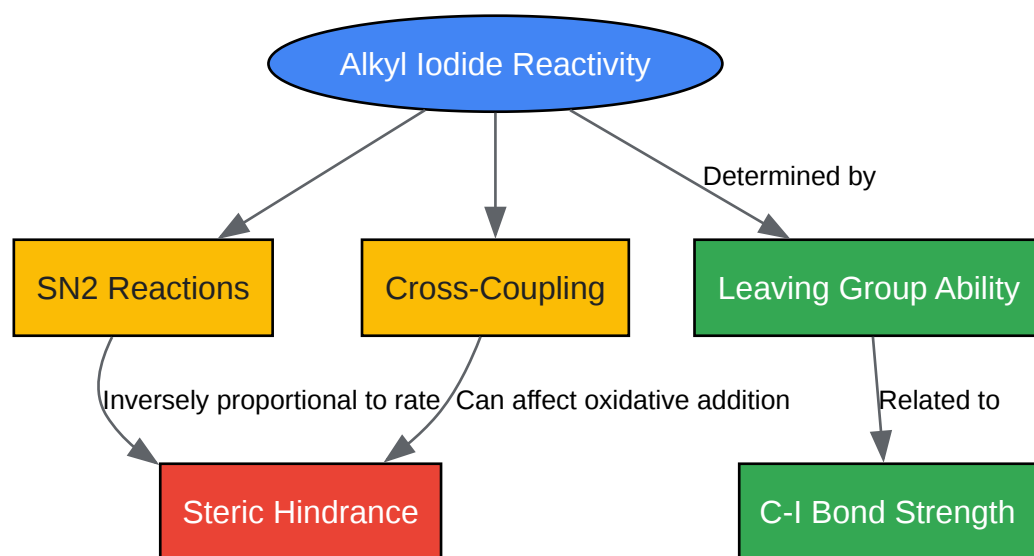 Alkyl Iodide Reactivity
Determined by
SN2 Reactions
Cross-Coupling
Leaving Group Ability
Inversely proportional to rate
Can affect oxidative addition
Related to
Steric Hindrance
C-I Bond Strength